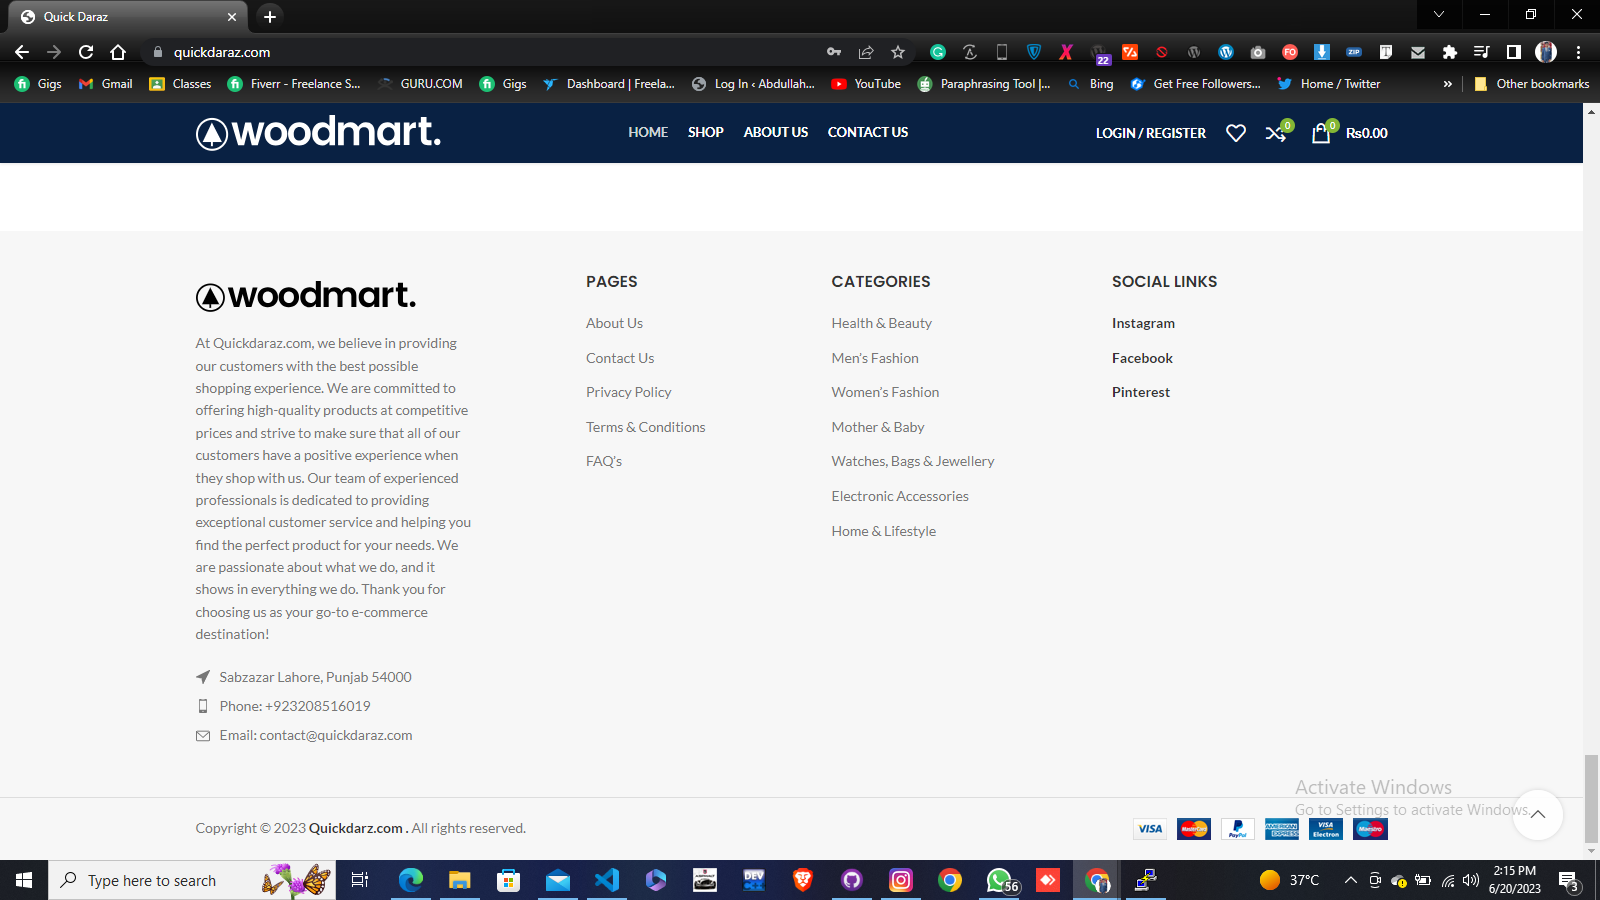 Quick Daraz
quickdaraz.com
22
Gigs
Gmail
Classes
Fiverr - Freelance S...
GURU.COM
Gigs
Dashboard | Freela...
Log In ‹ Abdullah...
YouTube
Paraphrasing Tool |...
Bing
Get Free Followers...
Home / Twitter
»
Other bookmarks
woodmart.
HOME
SHOP
ABOUT US
CONTACT US
LOGIN / REGISTER
0
0
₨0.00
woodmart.
At Quickdaraz.com, we believe in providing
our customers with the best possible
shopping experience. We are committed to
offering high-quality products at competitive
prices and strive to make sure that all of our
customers have a positive experience when
they shop with us. Our team of experienced
professionals is dedicated to providing
exceptional customer service and helping you
find the perfect product for your needs. We
are passionate about what we do, and it
shows in everything we do. Thank you for
choosing us as your go-to e-commerce
destination!
Sabzazar Lahore, Punjab 54000
Phone: +923208516019
Email: contact@quickdaraz.com
PAGES
About Us
Contact Us
Privacy Policy
Terms & Conditions
FAQ's
CATEGORIES
Health & Beauty
Men's Fashion
Women's Fashion
Mother & Baby
Watches, Bags & Jewellery
Electronic Accessories
Home & Lifestyle
SOCIAL LINKS
Instagram
Facebook
Pinterest
Activate Windows
Go to Settings to activate Windows.
Copyright © 2023 Quickdarz.com . All rights reserved.
VISA
MasterCard
PayPal
AMERICAN EXPRESS
VISA Electron
Maestro
Type here to search
DEV
56
37°C
2:15 PM
6/20/2023
3